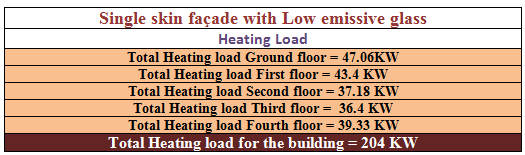 Single skin façade with Low emissive glass
Heating Load
Total Heating load Ground floor = 47.06KW
Total Heating load First floor = 43.4 KW
Total Heating load Second floor = 37.18 KW
Total Heating load Third floor = 36.4 KW
Total Heating load Fourth floor = 39.33 KW
Total Heating load for the building = 204 KW